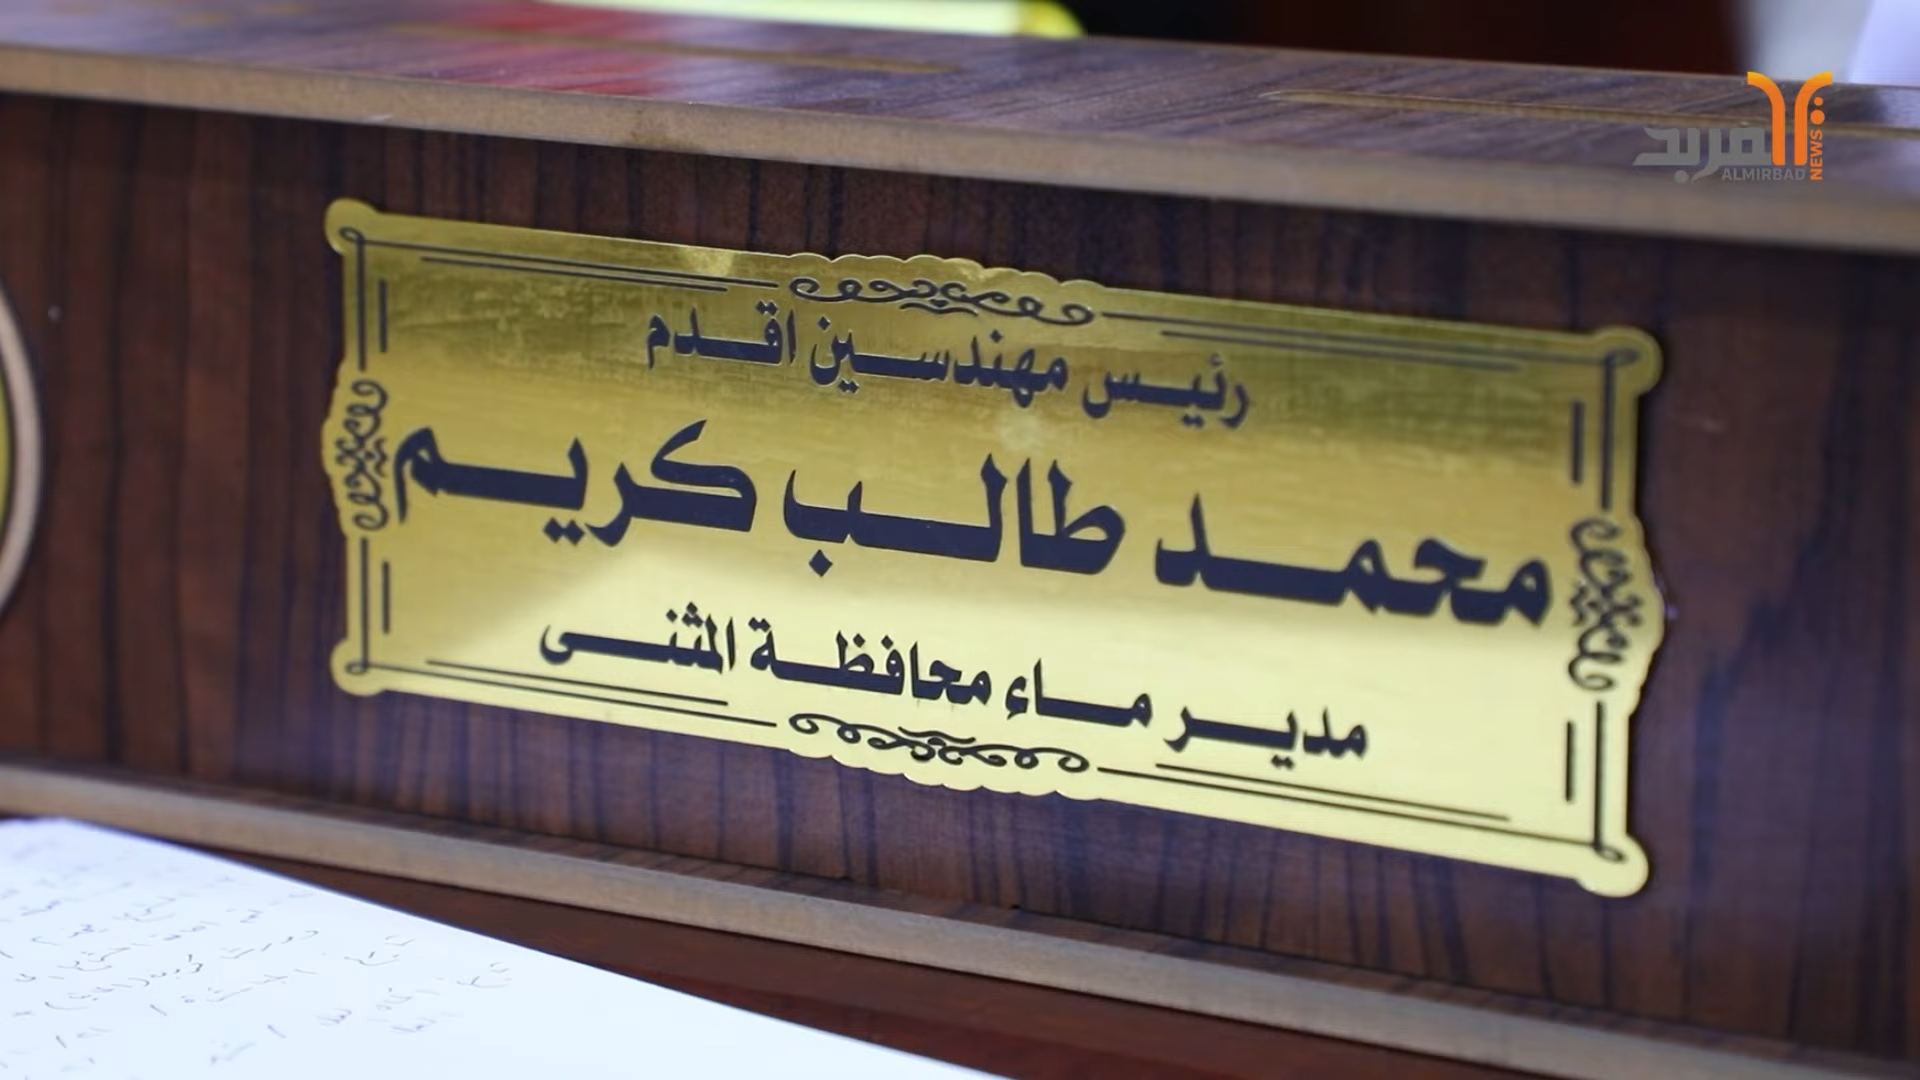 المربد
NEWS
ALMIRBAD
رئيس مهندسين اقدم
محمد طالب كريم
مدير ماء محافظة المثنى